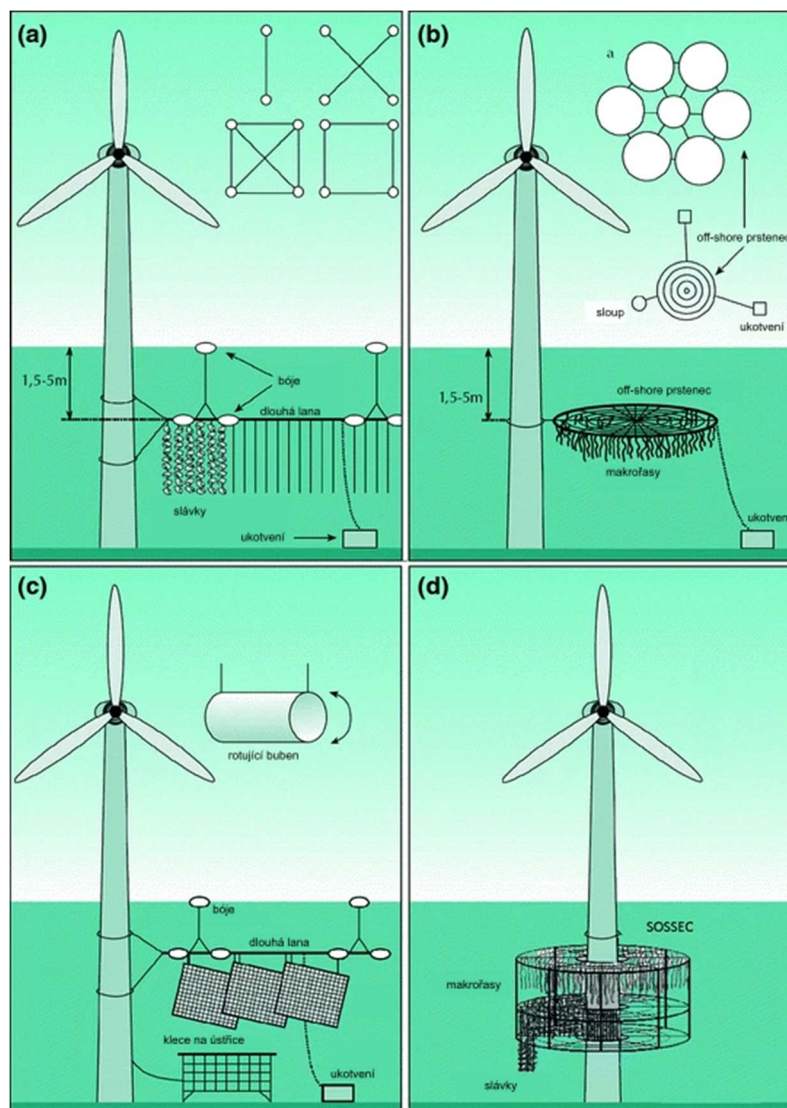 (a)
1,5-5m
bóje
dlouhá lana
slávky
ukotvení
(b)
a
off-shore prstenec
sloup
ukotvení
1,5-5m
off-shore prstenec
makrořasy
ukotvení
(c)
rotující buben
bóje
dlouhá lana
klece na ústřice
ukotvení
(d)
SOSSEC
makrořasy
slávky